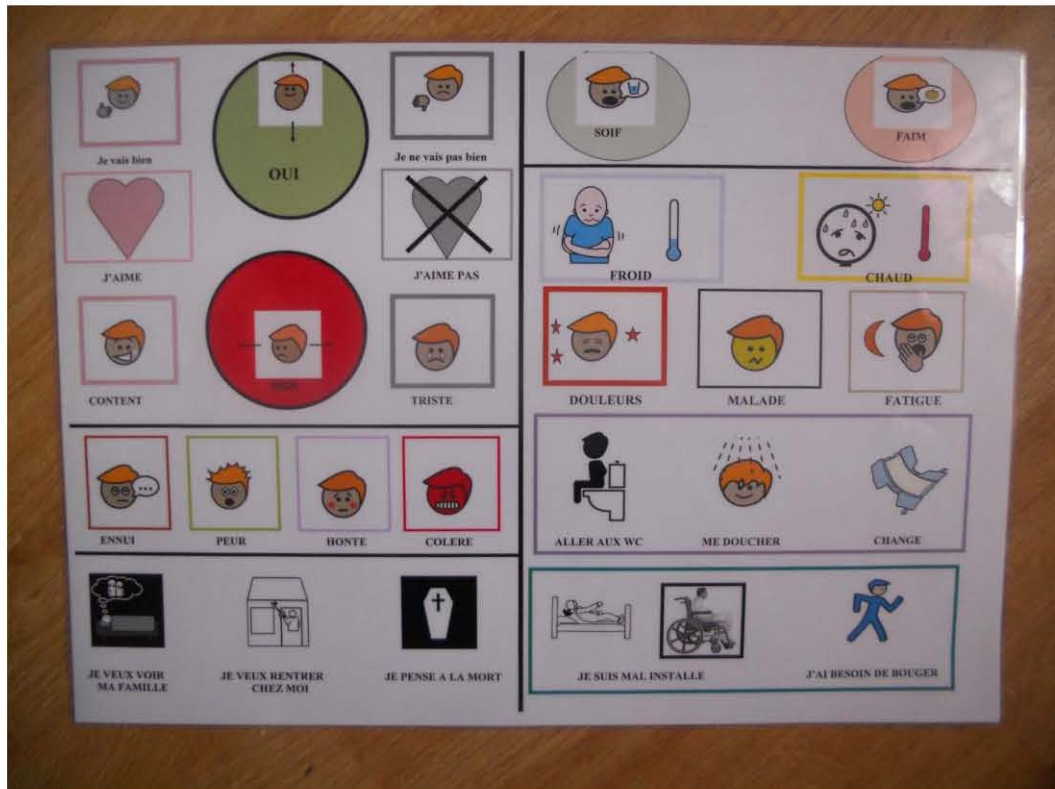 Je vais bien
OUI
Je ne vais pas bien
J'AIME
J'AIME PAS
CONTENT
TRISTE
ENNUI
PEUR
HONTE
COLERE
JE VEUX VOIR
MA FAMILLE
JE VEUX RENTRER
CHEZ MOI
JE PENSE A LA MORT
SOIF
FAIM
FROID
CHAUD
DOULEURS
MALADE
FATIGUE
ALLER AUX WC
ME DOUCHER
CHANGE
JE SUIS MAL INSTALLE
J'AI BESOIN DE BOUGER